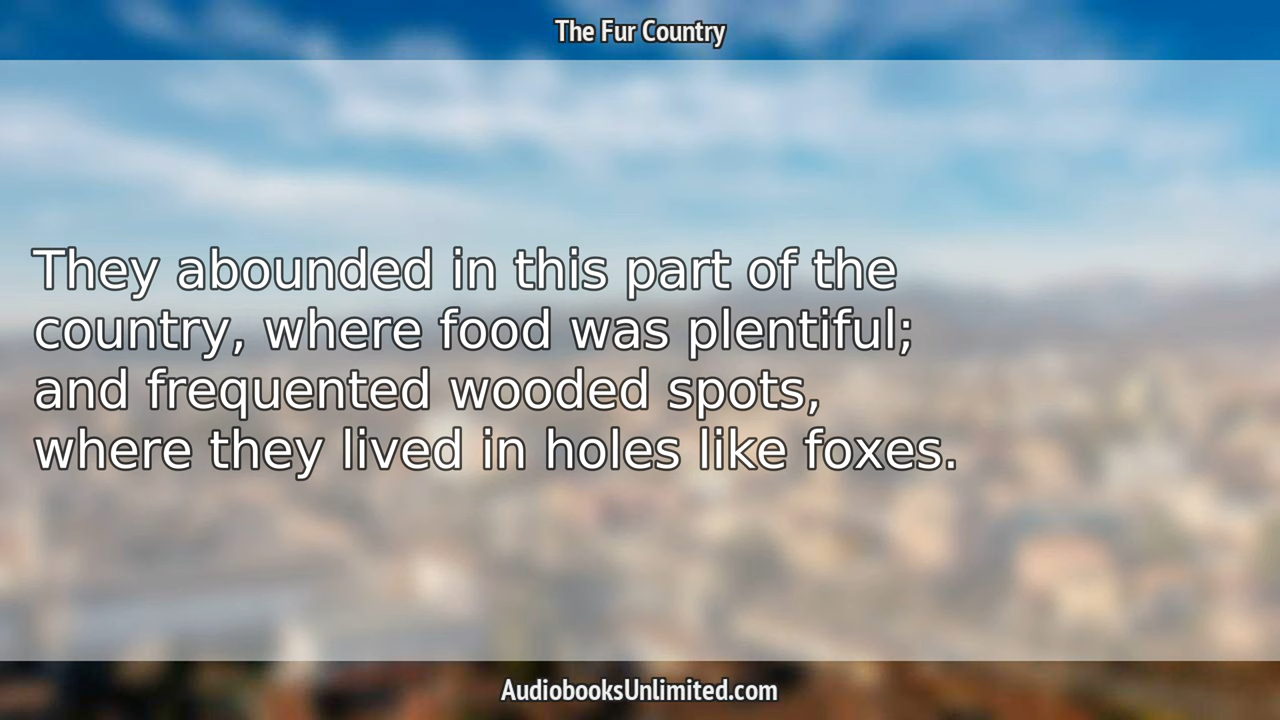 The Fur Country
They abounded in this part of the
country, where food was plentiful;
and frequented wooded spots,
where they lived in holes like foxes.
AudiobooksUnlimited.com